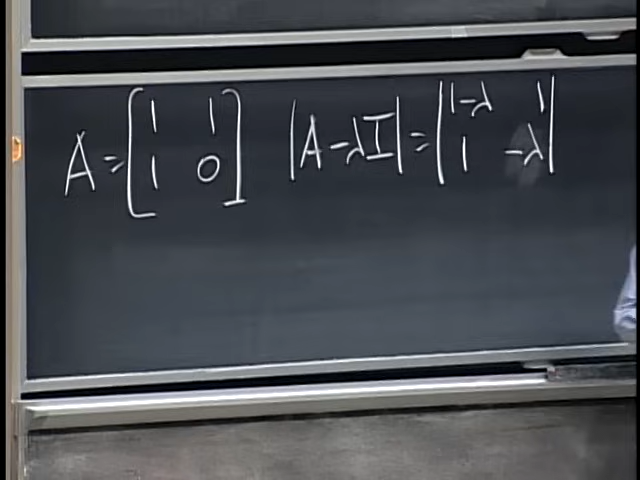 A = [1 1; 1 0] |A - λI| = |1-λ 1; 1 -λ|